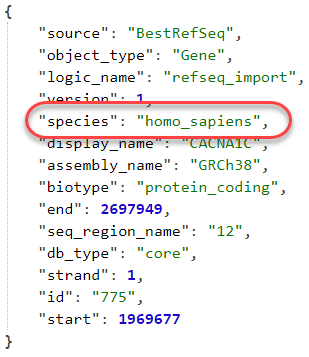 {
"source": "BestRefSeq",
"object_type": "Gene",
"logic_name": "refseq_import",
"version": 1,
"species": "homo_sapiens",
"display_name": "CACNA1C",
"assembly_name": "GRCh38",
"biotype": "protein_coding",
"end": 2697949,
"seq_region_name": "12",
"db_type": "core",
"strand": 1,
"id": "775",
"start": 1969677
}